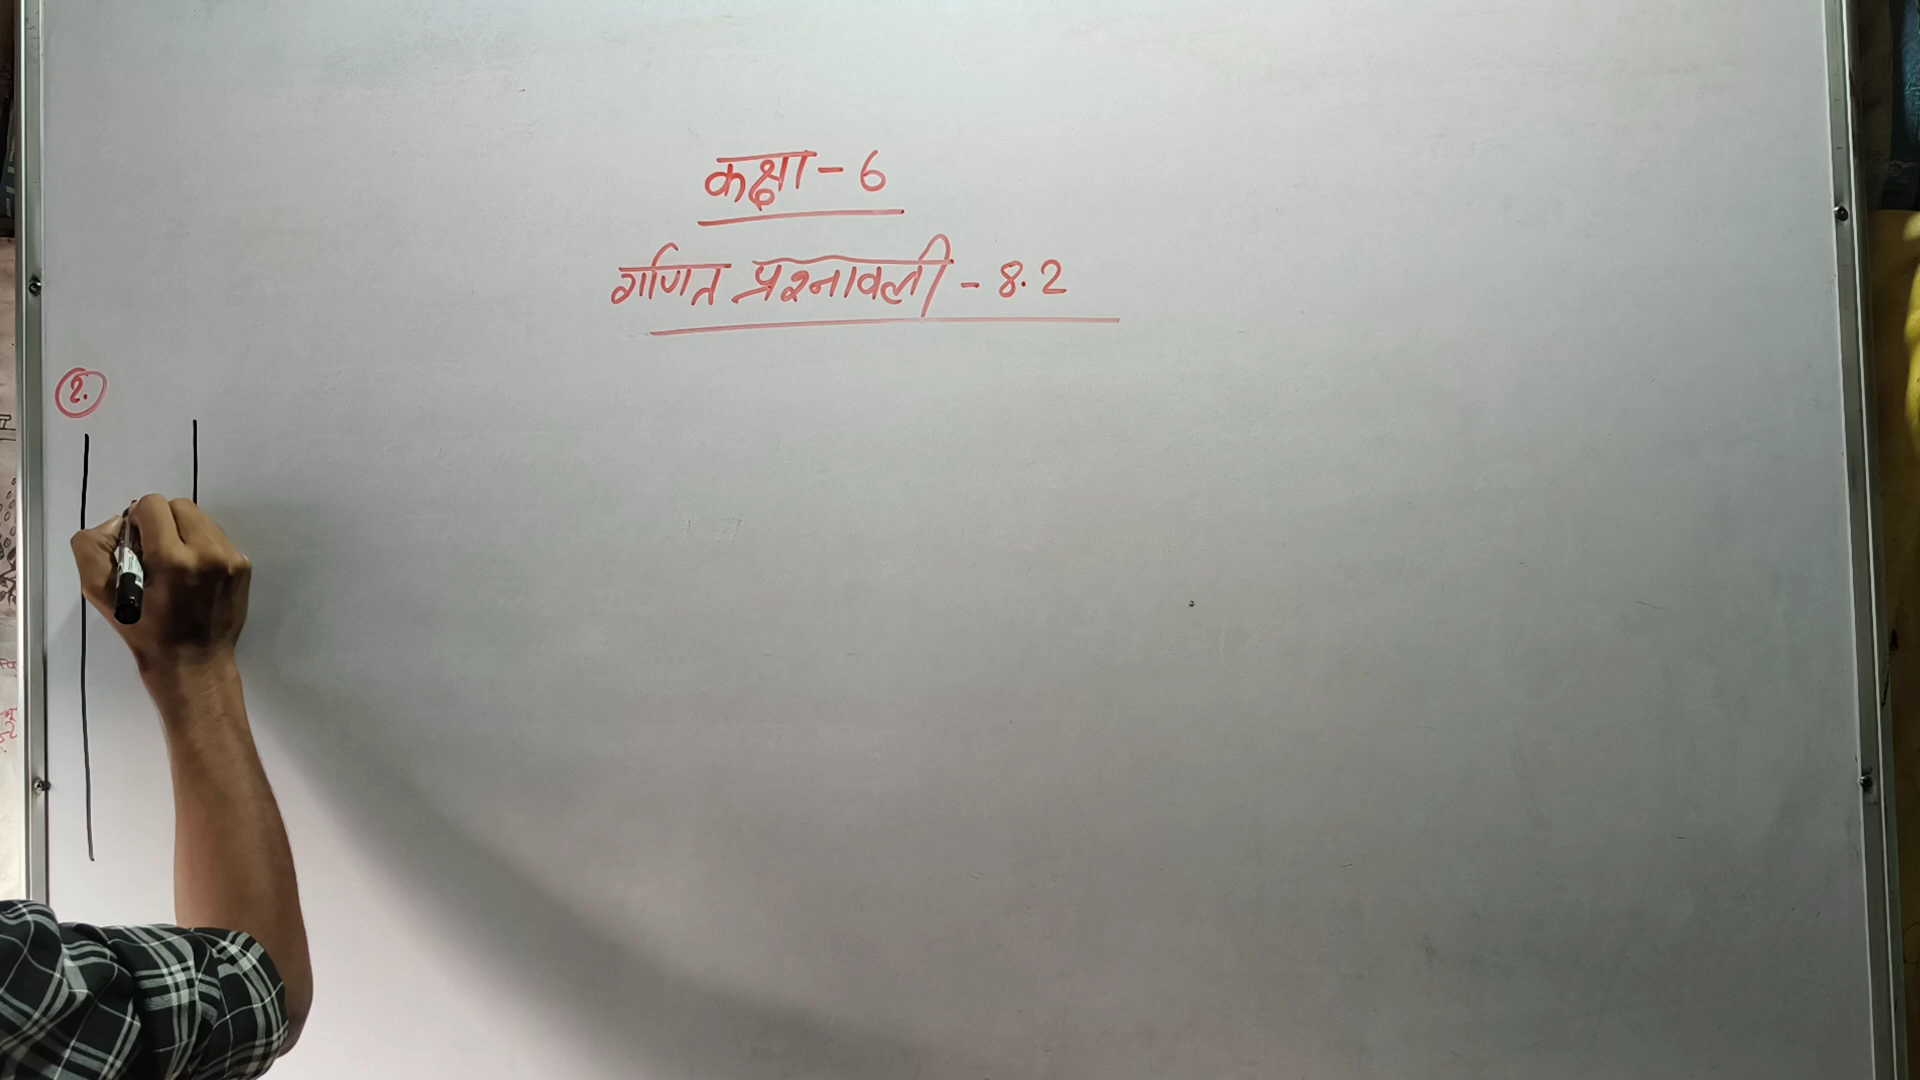 कक्षा - 6
गणित प्रश्नावली - 8.2
2.